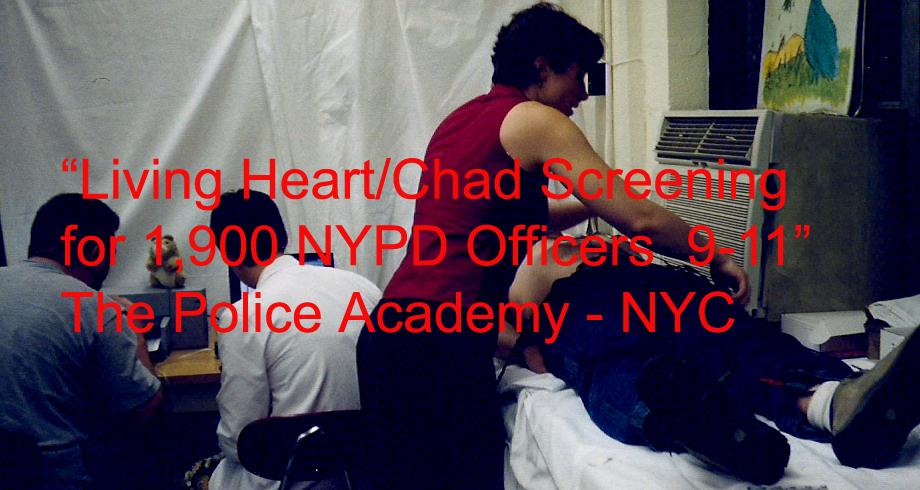 “Living Heart/Chad Screening
for 1,900 NYPD Officers 9-11”
The Police Academy - NYC